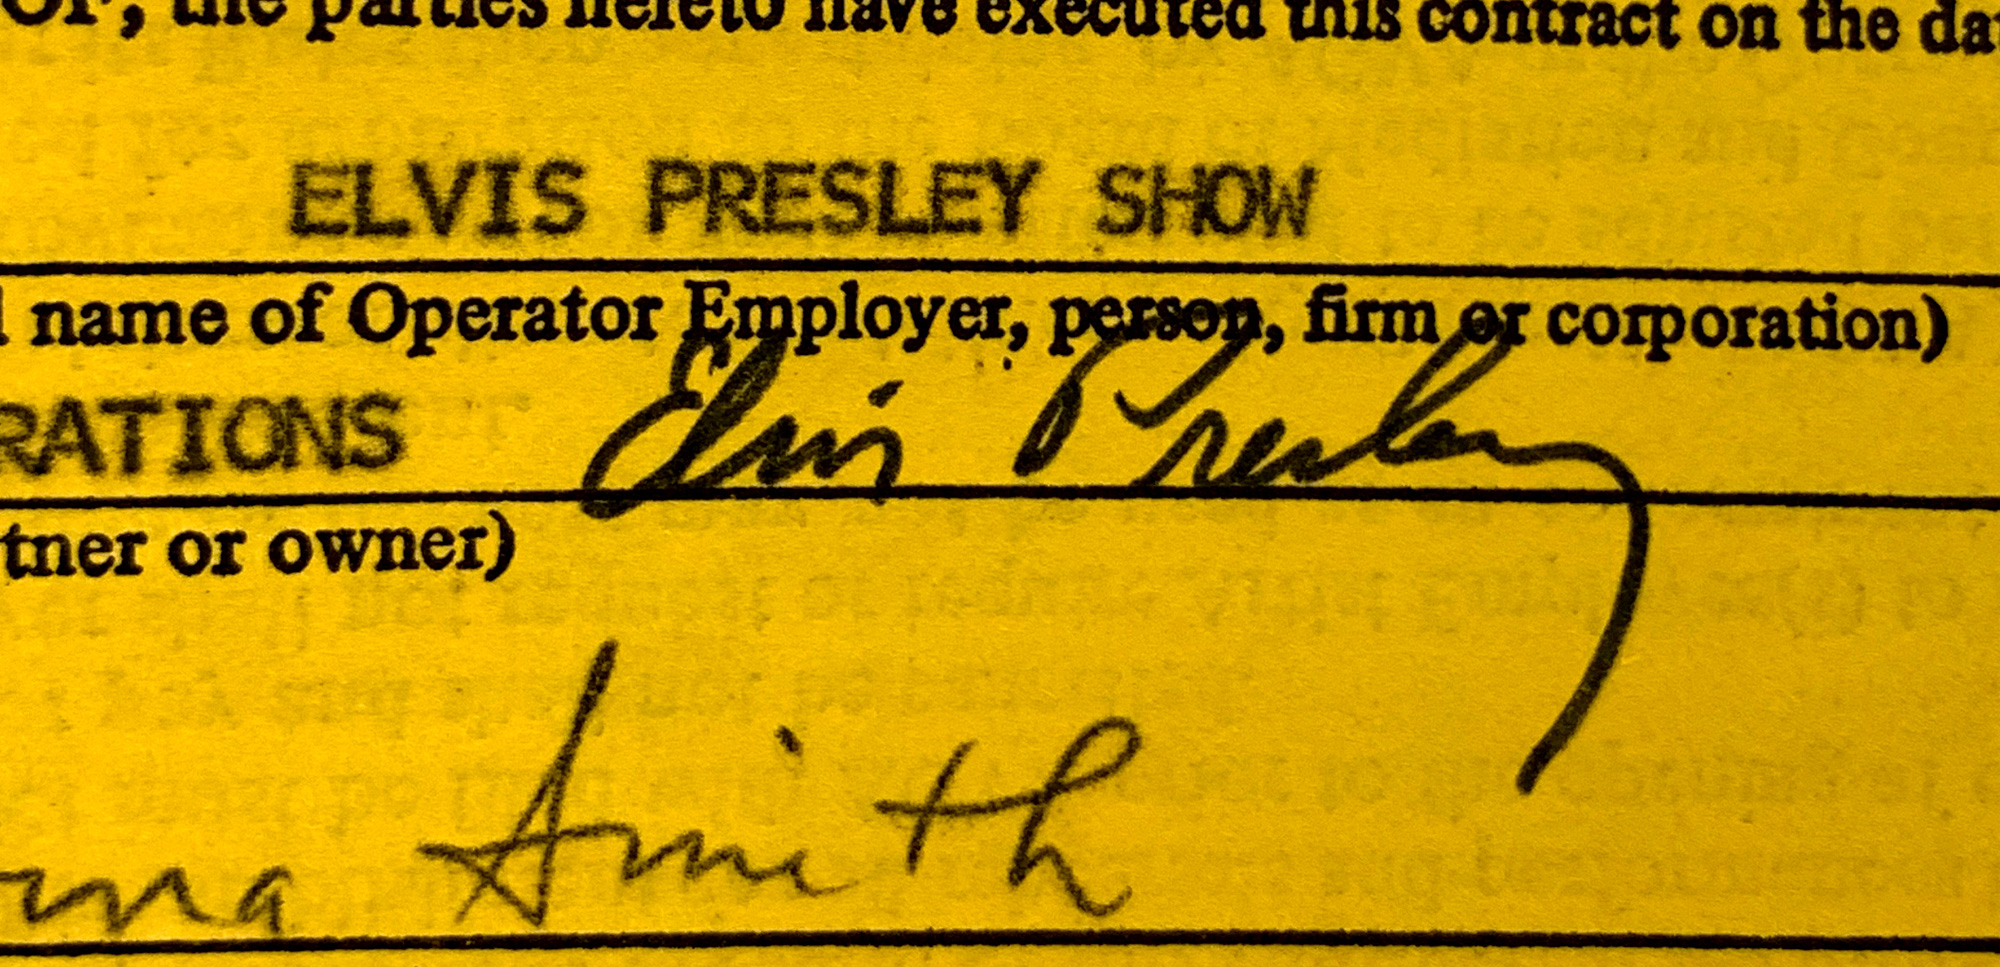 OF, the parties hereto have executed this contract on the da
ELVIS PRESLEY SHOW
name of Operator Employer, person, firm or corporation)
RATIONS Elvis Presley
tner or owner)
Smith